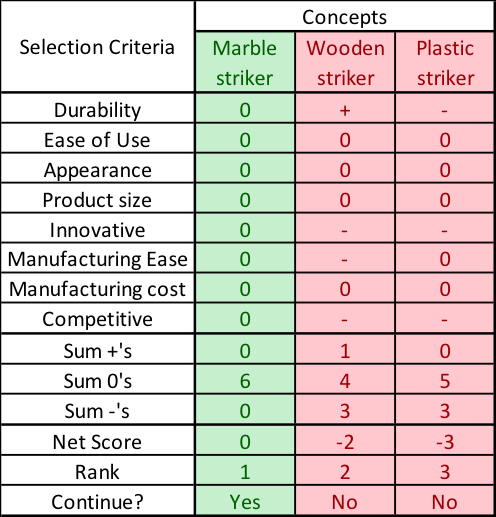 Concepts
Selection Criteria Marble striker Wooden striker Plastic striker
Durability 0 + -
Ease of Use 0 0 0
Appearance 0 0 0
Product size 0 0 0
Innovative 0 - -
Manufacturing Ease 0 - 0
Manufacturing cost 0 0 0
Competitive 0 - -
Sum +'s 0 1 0
Sum 0's 6 4 5
Sum -'s 0 3 3
Net Score 0 -2 -3
Rank 1 2 3
Continue? Yes No No